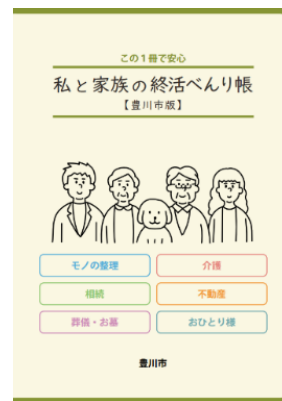 この1冊で安心
私と家族の終活べんり帳
【豊川市版】
モノの整理
介護
相続
不動産
葬儀・お墓
おひとり様
豊川市